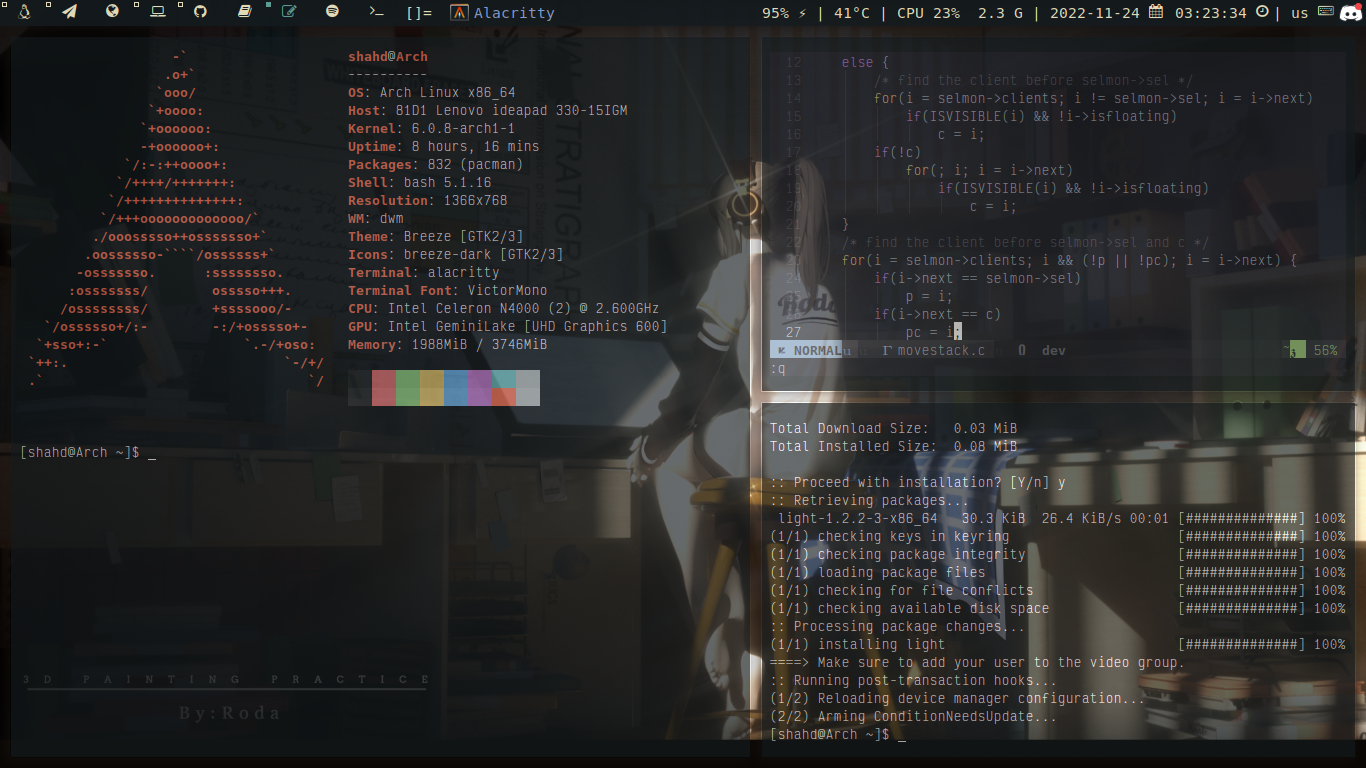 []= Alacritty 95% ⚡ | 41°C | CPU 23% 2.3 G | 2022-11-24 03:23:34 | us
-`
.o+`
`ooo/
`+oooo:
`+oooooo:
-+oooooo+:
`/:-:++oooo+:
`/++++/+++++++:
`/++++++++++++++:
`/+++ooooooooooooo/`
./ooosssso++osssssso+`
.oossssso-````/ossssss+`
-osssssso. :ssssssso.
:osssssss/ osssso+++.
/ossssssss/ +ssssooo/-
`/ossssso+/:- -:/+osssso+-
`+sso+:-` `.-/+oso:
`++:. `-/+/
.` `/
shahd@Arch
----------
OS: Arch Linux x86_64
Host: 81D1 Lenovo ideapad 330-15IGM
Kernel: 6.0.8-arch1-1
Uptime: 8 hours, 16 mins
Packages: 832 (pacman)
Shell: bash 5.1.16
Resolution: 1366x768
WM: dwm
Theme: Breeze [GTK2/3]
Icons: breeze-dark [GTK2/3]
Terminal: alacritty
Terminal Font: VictorMono
CPU: Intel Celeron N4000 (2) @ 2.600GHz
GPU: Intel GeminiLake [UHD Graphics 600]
Memory: 1988MiB / 3746MiB
[shahd@Arch ~]$ _
3D PAINTING PRACTICE
By:Roda
12 else {
13 /* find the client before selmon->sel */
14 for(i = selmon->clients; i != selmon->sel; i = i->next)
15 if(ISVISIBLE(i) && !i->isfloating)
16 c = i;
17 if(!c)
18 for(; i; i = i->next)
19 if(ISVISIBLE(i) && !i->isfloating)
20 c = i;
21 }
22 /* find the client before selmon->sel and c */
23 for(i = selmon->clients; i && (!p || !pc); i = i->next) {
24 if(i->next == selmon->sel)
25 p = i;
26 if(i->next == c)
27 pc = i;
NORMAL movestack.c 0 dev 56%
:q
Total Download Size: 0.03 MiB
Total Installed Size: 0.08 MiB
:: Proceed with installation? [Y/n] y
:: Retrieving packages...
light-1.2.2-3-x86_64 30.3 KiB 26.4 KiB/s 00:01 [##############] 100%
(1/1) checking keys in keyring [##############] 100%
(1/1) checking package integrity [##############] 100%
(1/1) loading package files [##############] 100%
(1/1) checking for file conflicts [##############] 100%
(1/1) checking available disk space [##############] 100%
:: Processing package changes...
(1/1) installing light [##############] 100%
====> Make sure to add your user to the video group.
:: Running post-transaction hooks...
(1/2) Reloading device manager configuration...
(2/2) Arming ConditionNeedsUpdate...
[shahd@Arch ~]$ _